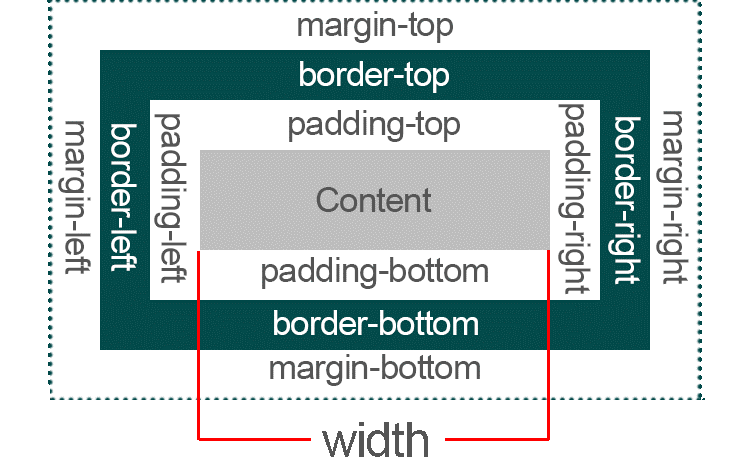 margin-top
border-top
padding-top
margin-left
border-left
padding-left
Content
padding-right
border-right
margin-right
padding-bottom
border-bottom
margin-bottom
width